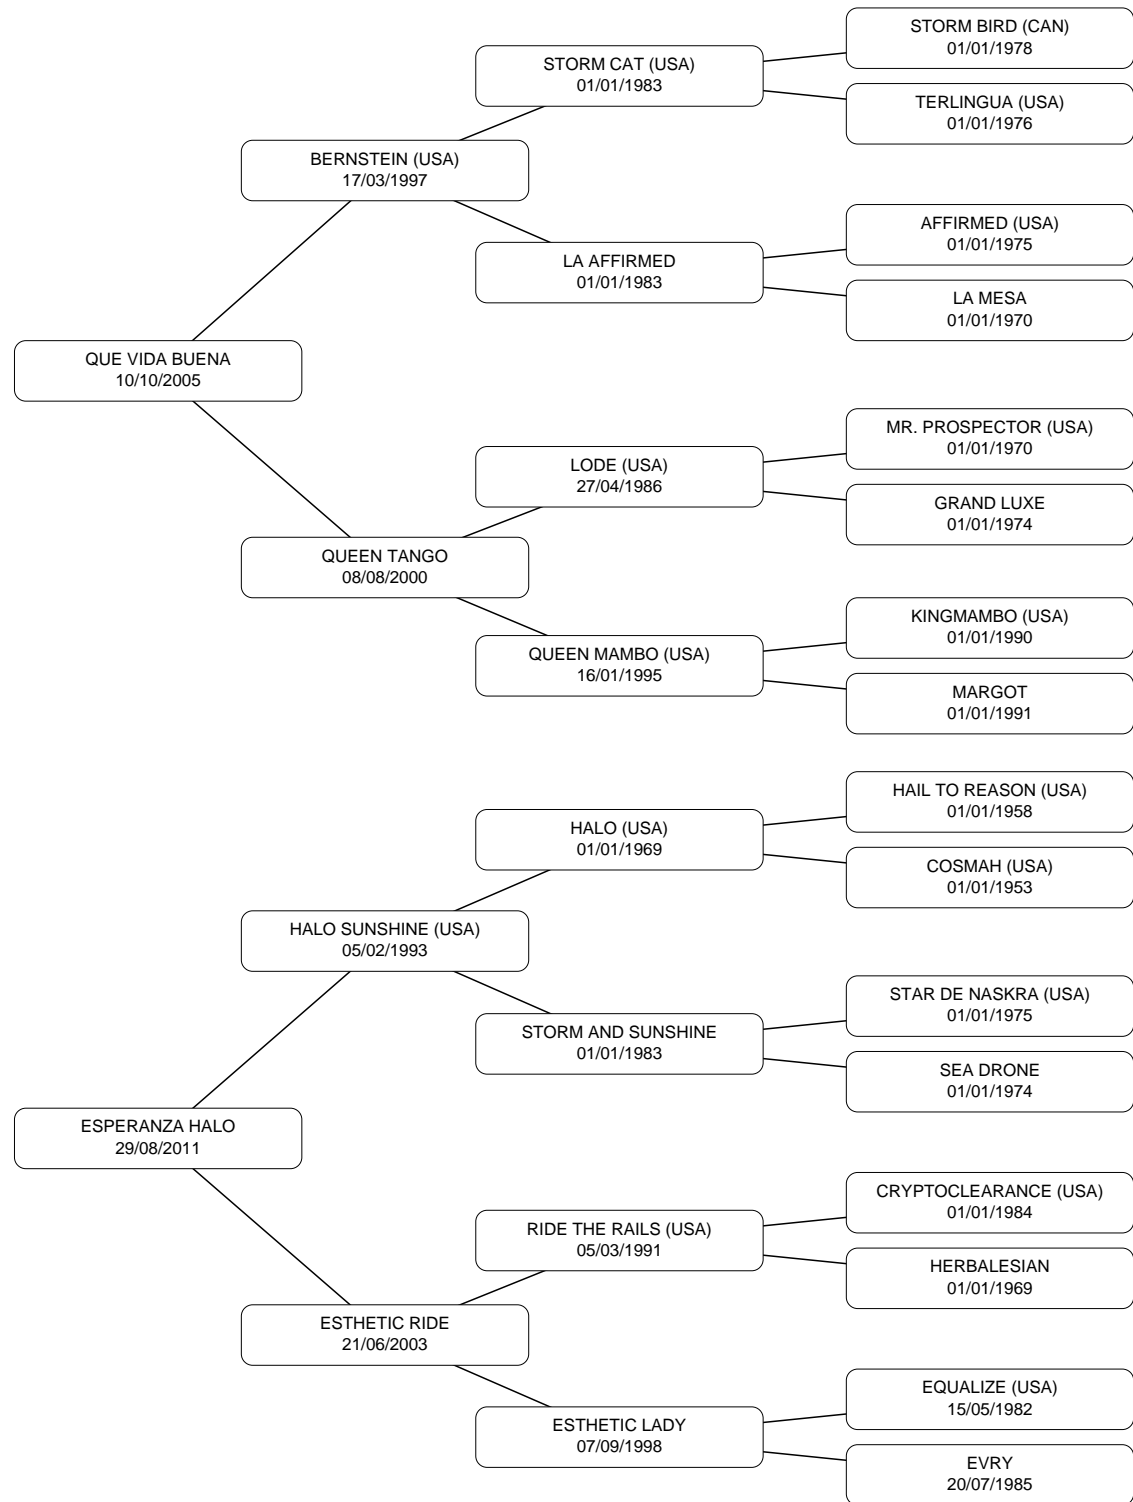 STORM BIRD (CAN)
01/01/1978
STORM CAT (USA)
01/01/1983
TERLINGUA (USA)
01/01/1976
BERNSTEIN (USA)
17/03/1997
AFFIRMED (USA)
01/01/1975
LA AFFIRMED
01/01/1983
LA MESA
01/01/1970
QUE VIDA BUENA
10/10/2005
MR. PROSPECTOR (USA)
01/01/1970
LODE (USA)
27/04/1986
GRAND LUXE
01/01/1974
QUEEN TANGO
08/08/2000
KINGMAMBO (USA)
01/01/1990
QUEEN MAMBO (USA)
16/01/1995
MARGOT
01/01/1991
HAIL TO REASON (USA)
01/01/1958
HALO (USA)
01/01/1969
COSMAH (USA)
01/01/1953
HALO SUNSHINE (USA)
05/02/1993
STAR DE NASKRA (USA)
01/01/1975
STORM AND SUNSHINE
01/01/1983
SEA DRONE
01/01/1974
ESPERANZA HALO
29/08/2011
CRYPTOCLEARANCE (USA)
01/01/1984
RIDE THE RAILS (USA)
05/03/1991
HERBALESIAN
01/01/1969
ESTHETIC RIDE
21/06/2003
EQUALIZE (USA)
15/05/1982
ESTHETIC LADY
07/09/1998
EVRY
20/07/1985